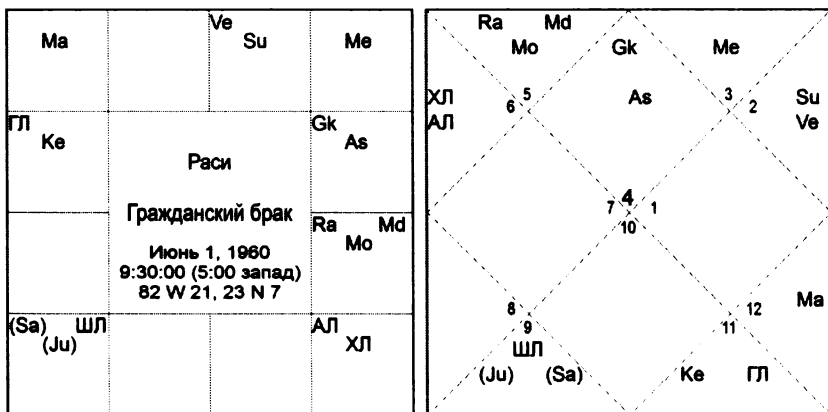 Ma
Ve
Su
Me
ГЛ
Ke
Gk
As
Раси
Гражданский брак
Июнь 1, 1960
9:30:00 (5:00 запад)
82 W 21, 23 N 7
Ra Md
Mo
(Sa) ШЛ
(Ju)
АЛ
ХЛ
Ra Md
Mo
Gk
Me
ХЛ
АЛ
6 5
As
3 2
Su
Ve
4
7 1
10
8
9
ШЛ
(Ju) (Sa)
12
11
Ma
Ke ГЛ